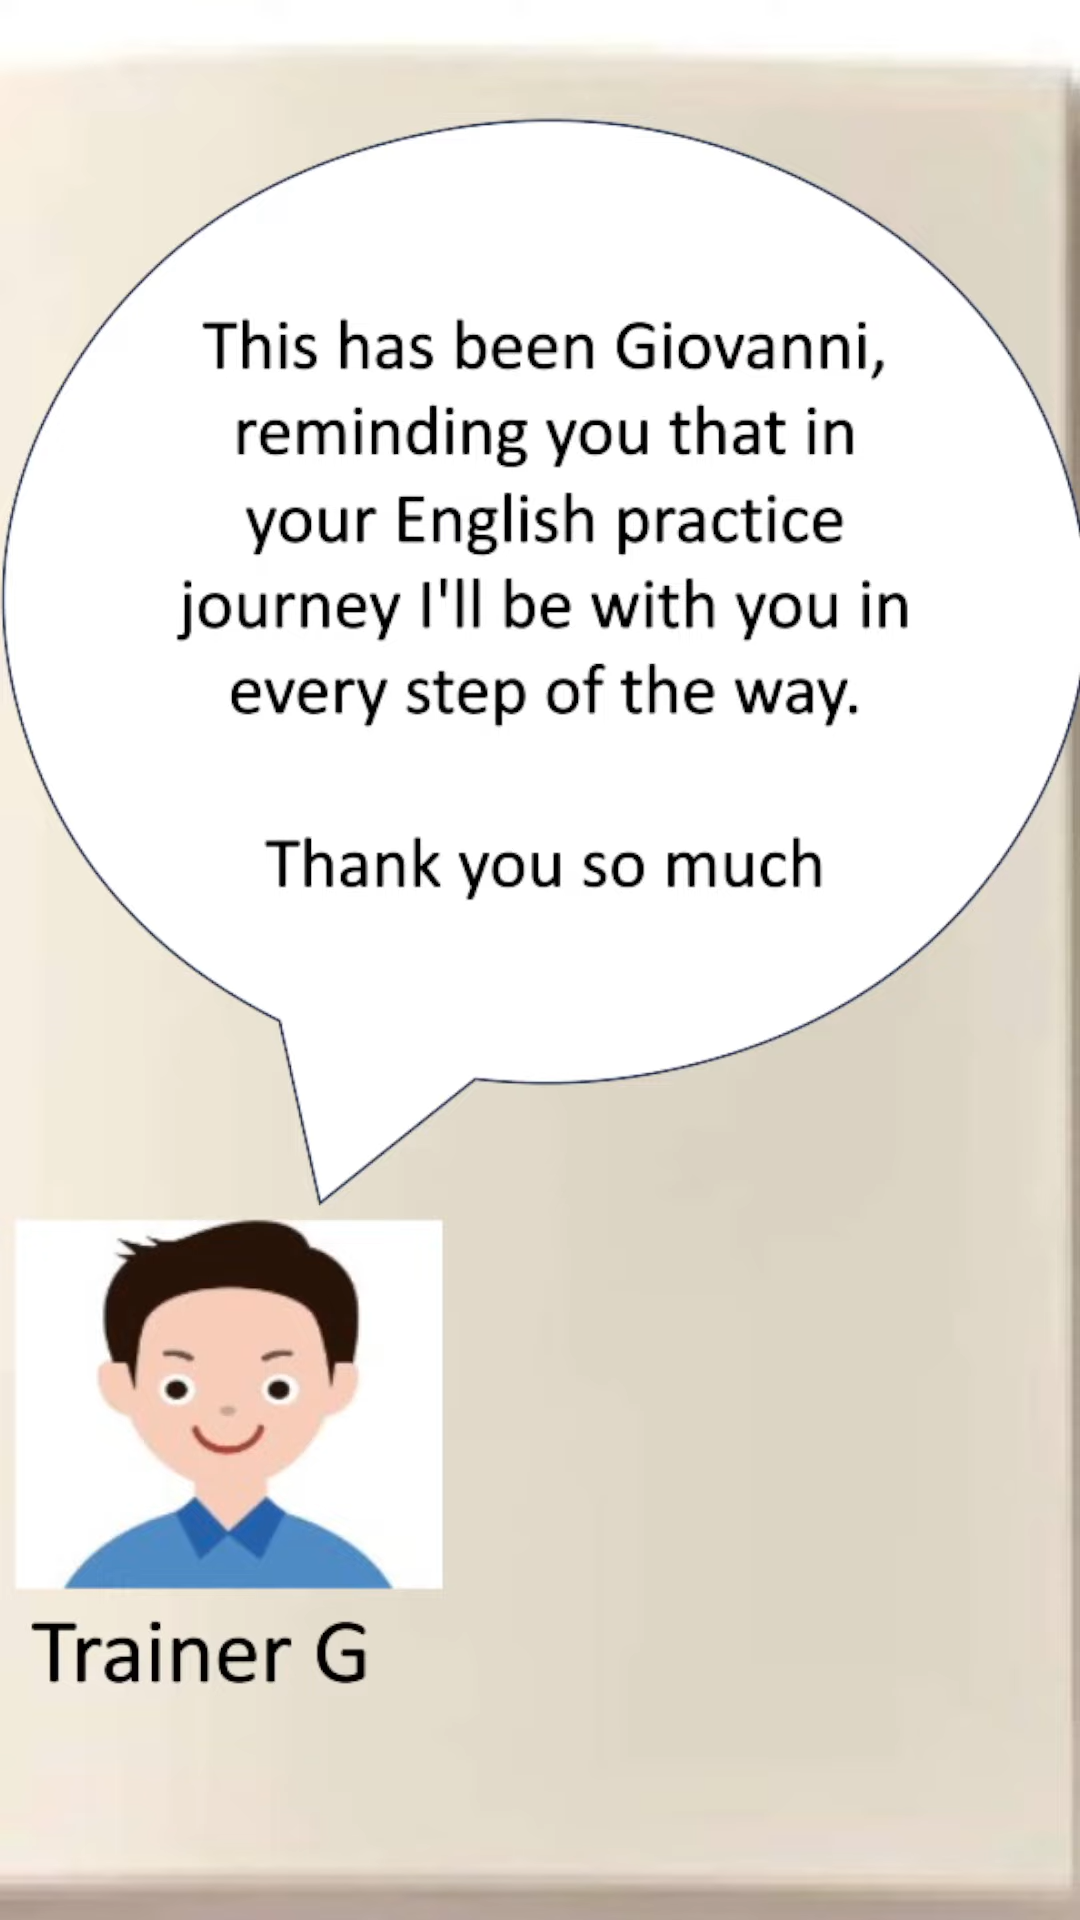 This has been Giovanni,
reminding you that in
your English practice
journey I'll be with you in
every step of the way.
Thank you so much
Trainer G